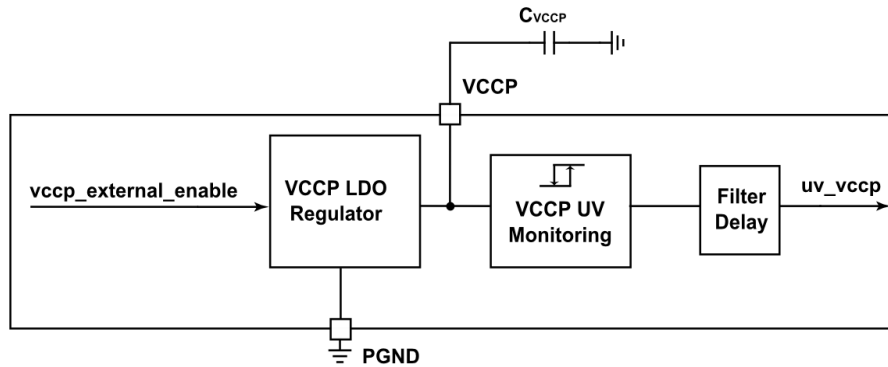 CVCCP
VCCP
vccp_external_enable
VCCP LDO
Regulator
VCCP UV
Monitoring
Filter
Delay
uv_vccp
PGND